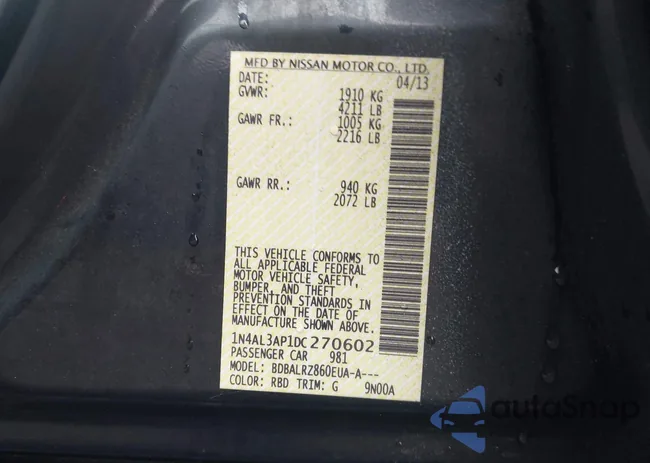 MFD BY NISSAN MOTOR CO., LTD.
DATE: 04/13
GVWR: 1910 KG
4211 LB
GAWR FR.: 1005 KG
2216 LB
GAWR RR.: 940 KG
2072 LB
THIS VEHICLE CONFORMS TO
ALL APPLICABLE FEDERAL
MOTOR VEHICLE SAFETY,
BUMPER, AND THEFT
PREVENTION STANDARDS IN
EFFECT ON THE DATE OF
MANUFACTURE SHOWN ABOVE.
1N4AL3AP1DC270602
PASSENGER CAR 981
MODEL: BDBALRZ860EUA-A---
COLOR: RBD TRIM: G 9N00A
autoSnap